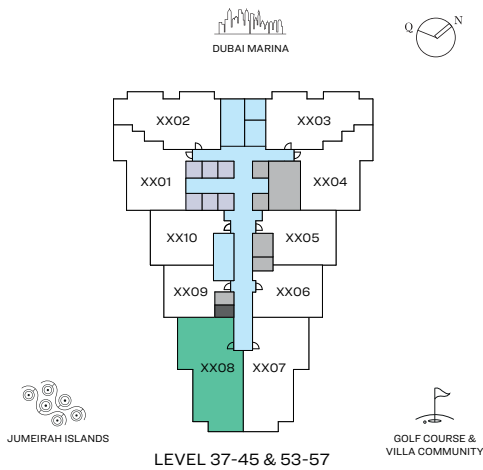 DUBAI MARINA
Q N
XX02 XX03
XX01 XX04
XX10 XX05
XX09 XX06
XX08 XX07
JUMEIRAH ISLANDS
GOLF COURSE &
VILLA COMMUNITY
LEVEL 37-45 & 53-57